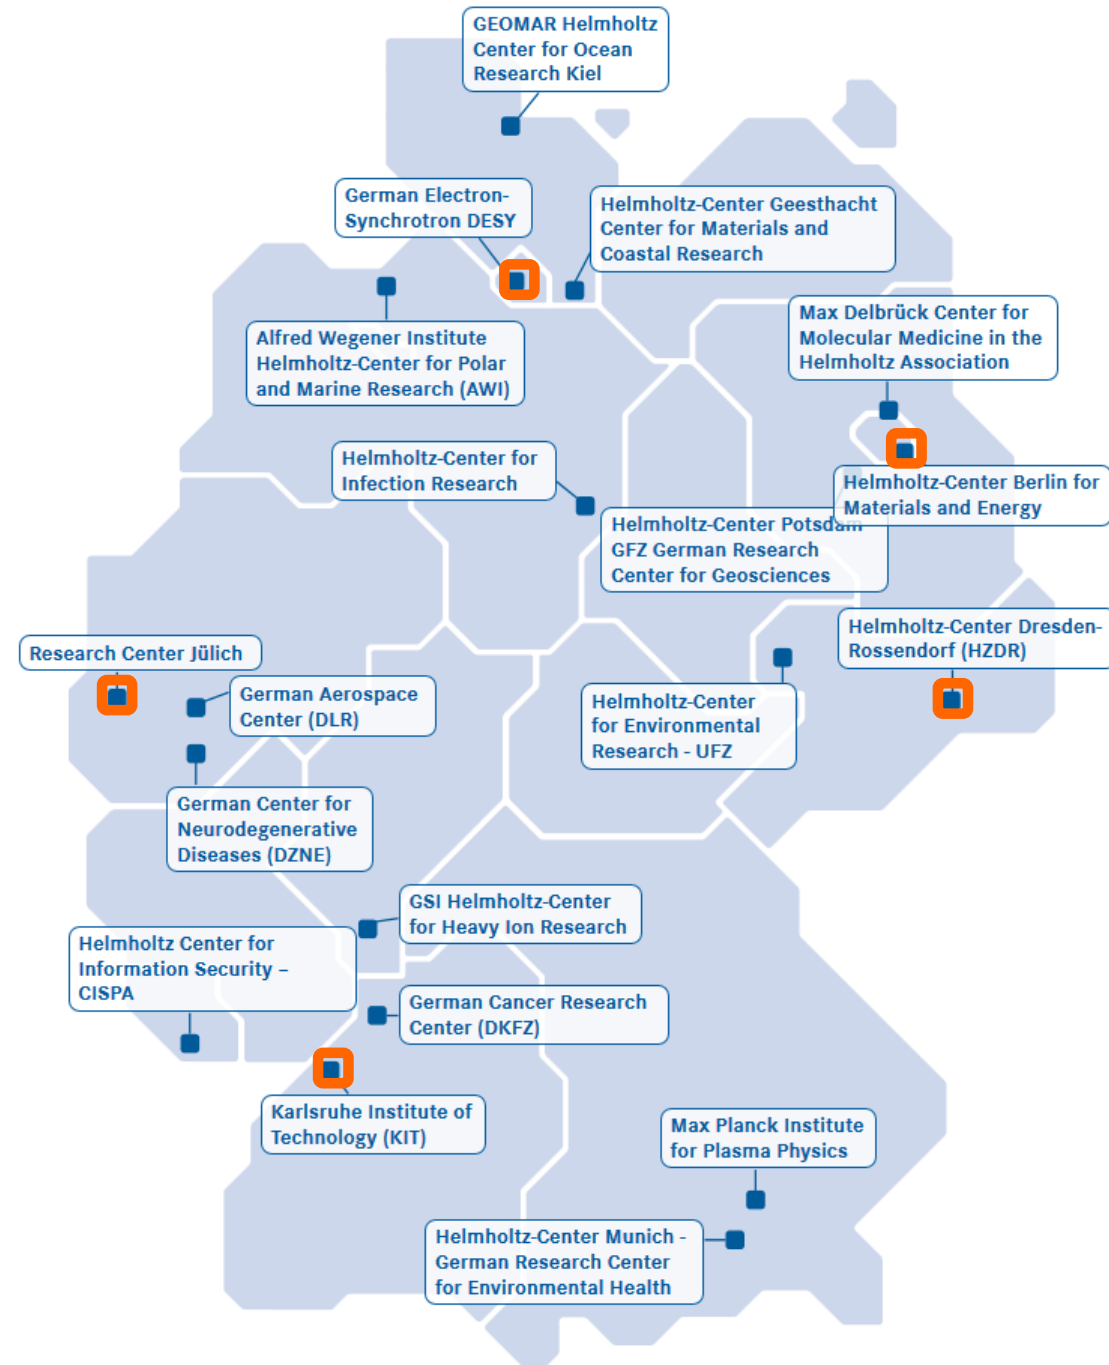 GEOMAR Helmholtz
Center for Ocean
Research Kiel
German Electron-
Synchrotron DESY
Helmholtz-Center Geesthacht
Center for Materials and
Coastal Research
Max Delbrück Center for
Molecular Medicine in the
Helmholtz Association
Alfred Wegener Institute
Helmholtz-Center for Polar
and Marine Research (AWI)
Helmholtz-Center for
Infection Research
Helmholtz-Center Berlin for
Materials and Energy
Helmholtz-Center Potsdam
GFZ German Research
Center for Geosciences
Research Center Jülich
Helmholtz-Center Dresden-
Rossendorf (HZDR)
German Aerospace
Center (DLR)
Helmholtz-Center
for Environmental
Research - UFZ
German Center for
Neurodegenerative
Diseases (DZNE)
GSI Helmholtz-Center
for Heavy Ion Research
Helmholtz Center for
Information Security –
CISPA
German Cancer Research
Center (DKFZ)
Karlsruhe Institute of
Technology (KIT)
Max Planck Institute
for Plasma Physics
Helmholtz-Center Munich -
German Research Center
for Environmental Health